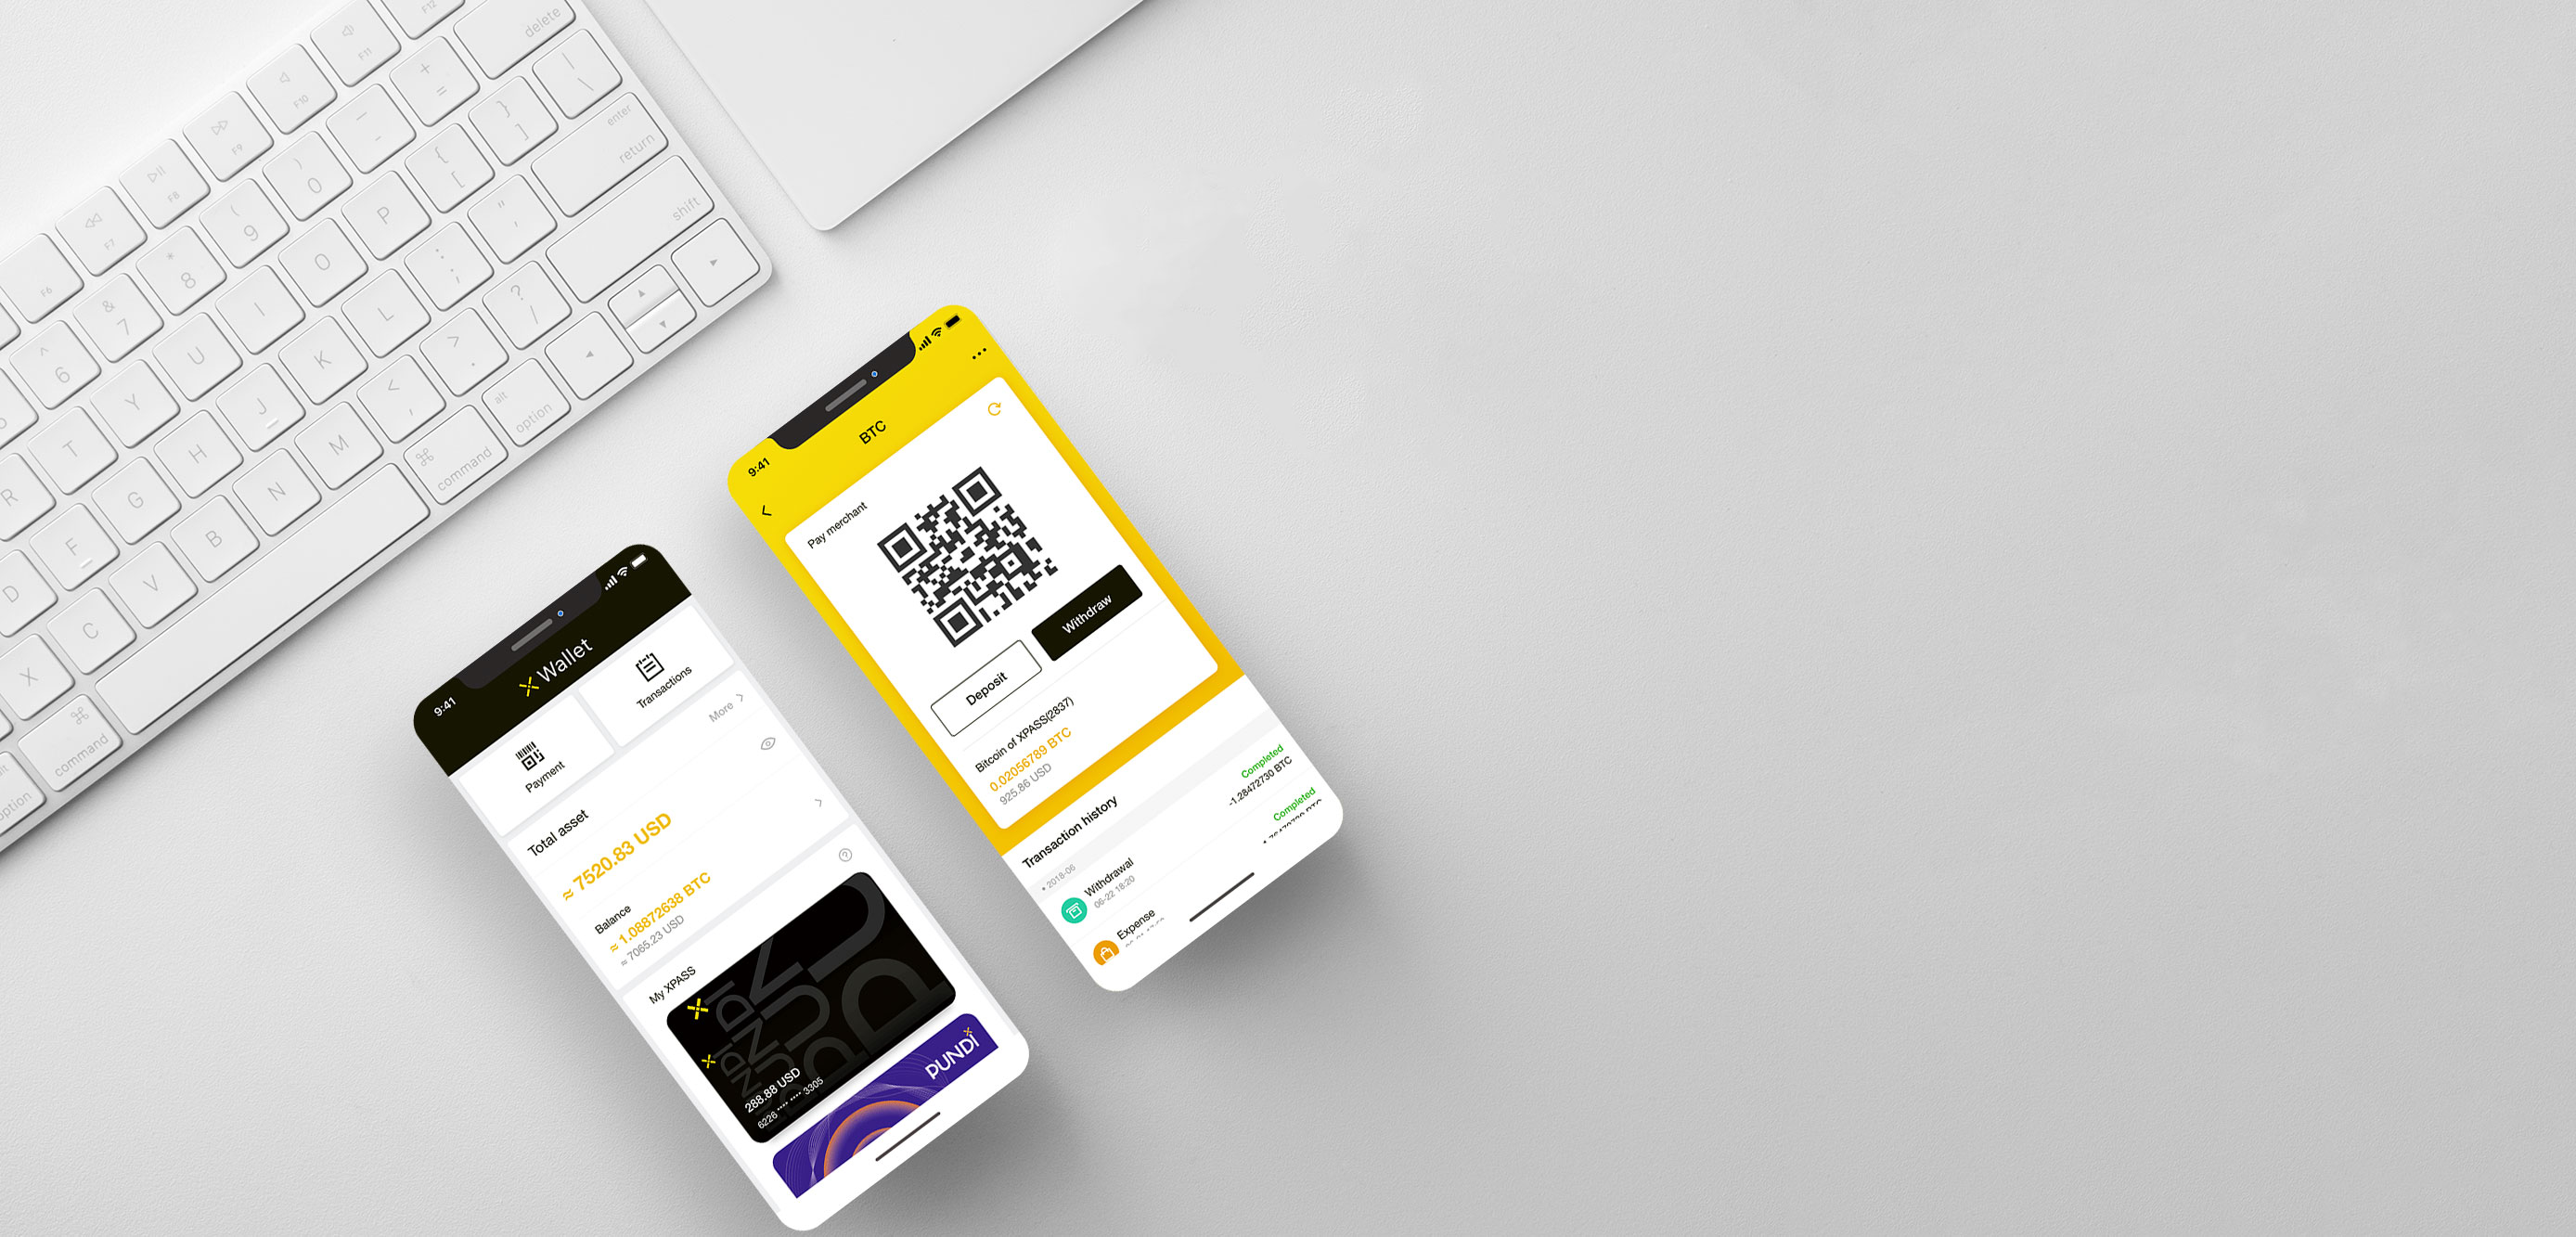 delete
F12
F11
F10
F9
F8
F7
F6
+
=
_
-
)
0
(
9
*
8
&
7
^
6
|
\
}
]
{
[
P
O
I
U
Y
T
R
enter
return
"
'
:
;
L
K
J
H
G
F
D
shift
?
/
>
.
<
,
M
N
B
V
C
X
command
option
alt
option
command
9:41
X Wallet
Payment
Transactions
Total asset
More
≈ 7520.83 USD
Balance
≈ 1.08872638 BTC
≈ 7065.23 USD
My XPASS
288.88 USD
6226 •••• •••• 3305
PUNDI
9:41
BTC
Pay merchant
Deposit
Withdraw
Bitcoin of XPASS(2837)
0.02056789 BTC
925.86 USD
Transaction history
• 2018-06
Withdrawal
06-22 18:20
Completed
-1.28472730 BTC
Expense
Completed